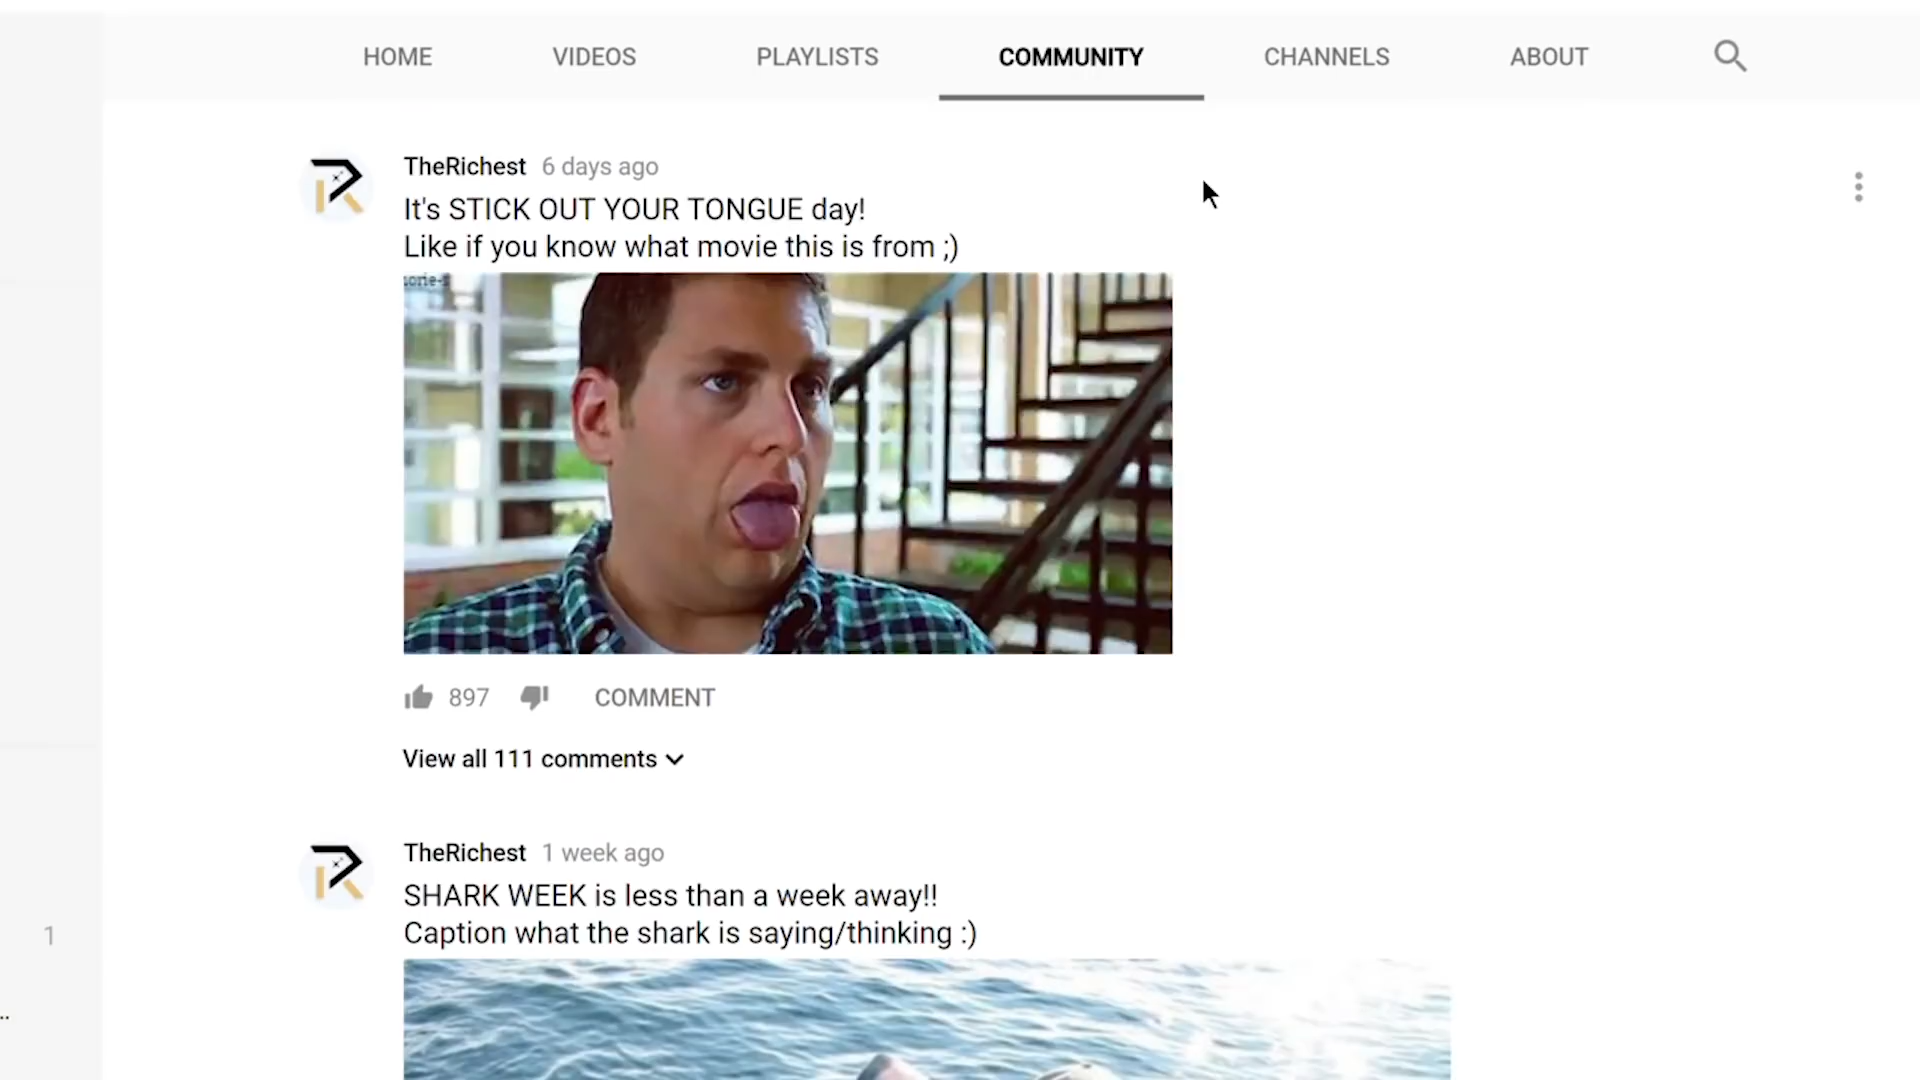 HOME VIDEOS PLAYLISTS COMMUNITY CHANNELS ABOUT
TheRichest 6 days ago
It's STICK OUT YOUR TONGUE day!
Like if you know what movie this is from ;)
897 COMMENT
View all 111 comments
TheRichest 1 week ago
SHARK WEEK is less than a week away!!
Caption what the shark is saying/thinking :)
1
..